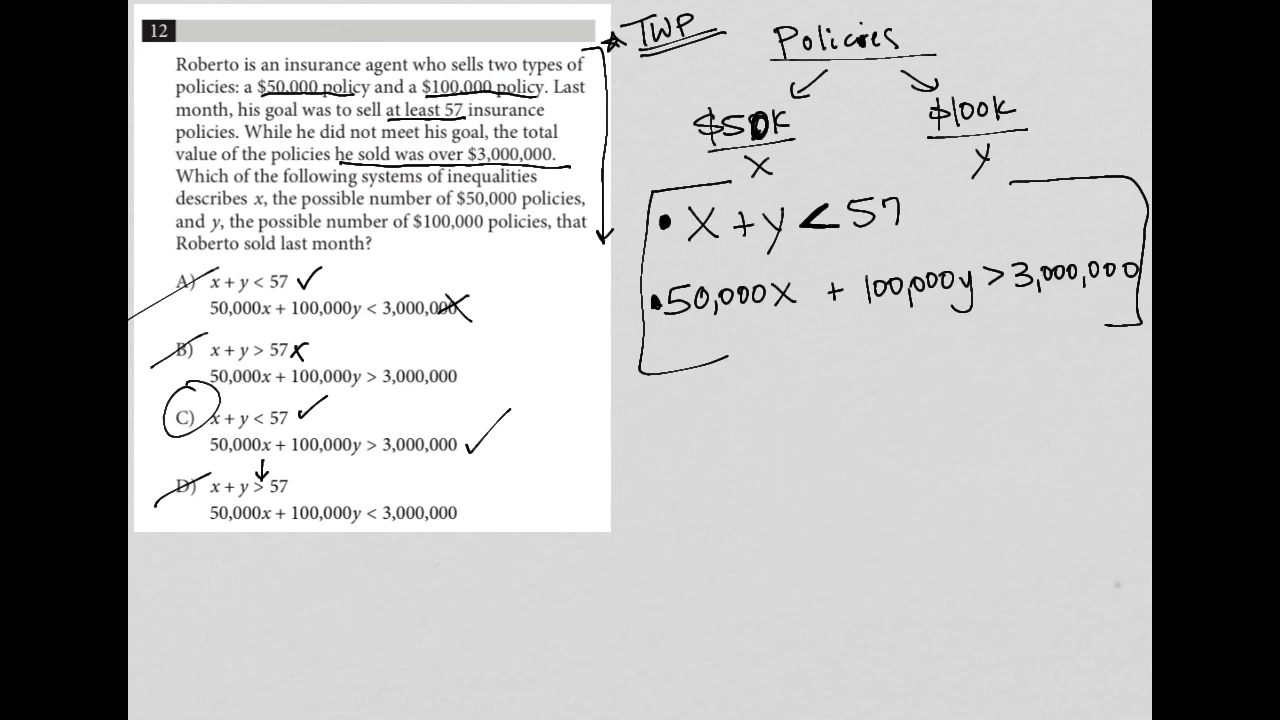 12
Roberto is an insurance agent who sells two types of
policies: a $50,000 policy and a $100,000 policy. Last
month, his goal was to sell at least 57 insurance
policies. While he did not meet his goal, the total
value of the policies he sold was over $3,000,000.
Which of the following systems of inequalities
describes x, the possible number of $50,000 policies,
and y, the possible number of $100,000 policies, that
Roberto sold last month?
A) x + y < 57
50,000x + 100,000y < 3,000,000
B) x + y > 57
50,000x + 100,000y > 3,000,000
C) x + y < 57
50,000x + 100,000y > 3,000,000
D) x + y > 57
50,000x + 100,000y < 3,000,000
TWP
Policies
$50K $100K
x y
• x + y < 57
• 50,000x + 100,000y > 3,000,000